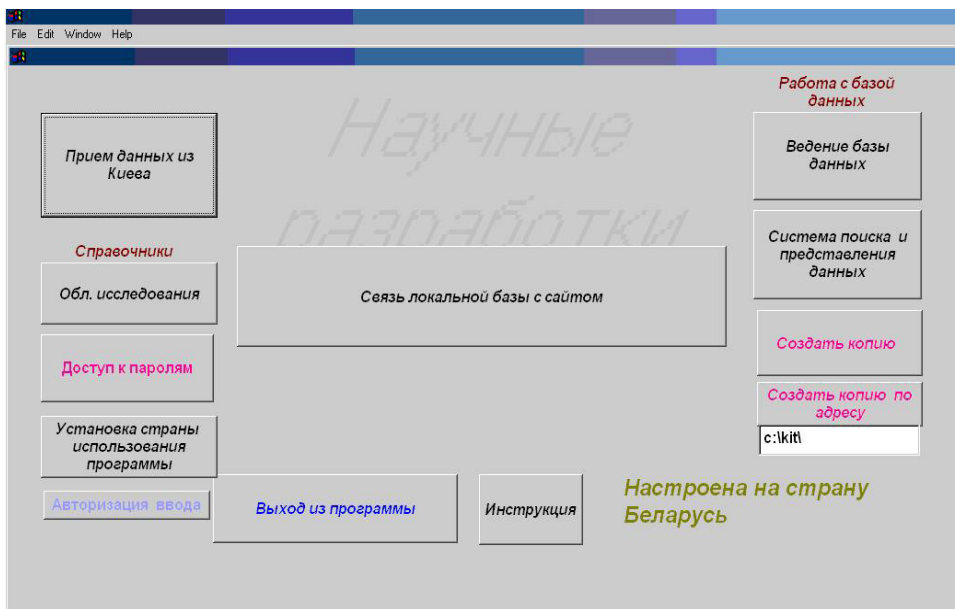 File Edit Window Help
Научные
разработки
Прием данных из
Киева
Справочники
Обл. исследования
Доступ к паролям
Установка страны
использования
программы
Авторизация ввода
Связь локальной базы с сайтом
Выход из программы
Инструкция
Работа с базой
данных
Ведение базы
данных
Система поиска и
представления
данных
Создать копию
Создать копию по
адресу
c:\kit\
Настроена на страну
Беларусь